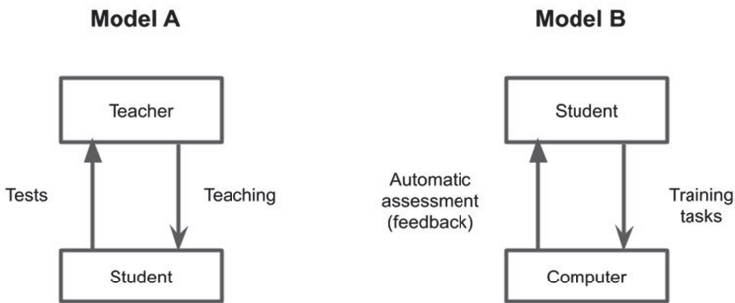 Model A
Teacher
Tests
Teaching
Student
Model B
Student
Automatic
assessment
(feedback)
Training
tasks
Computer